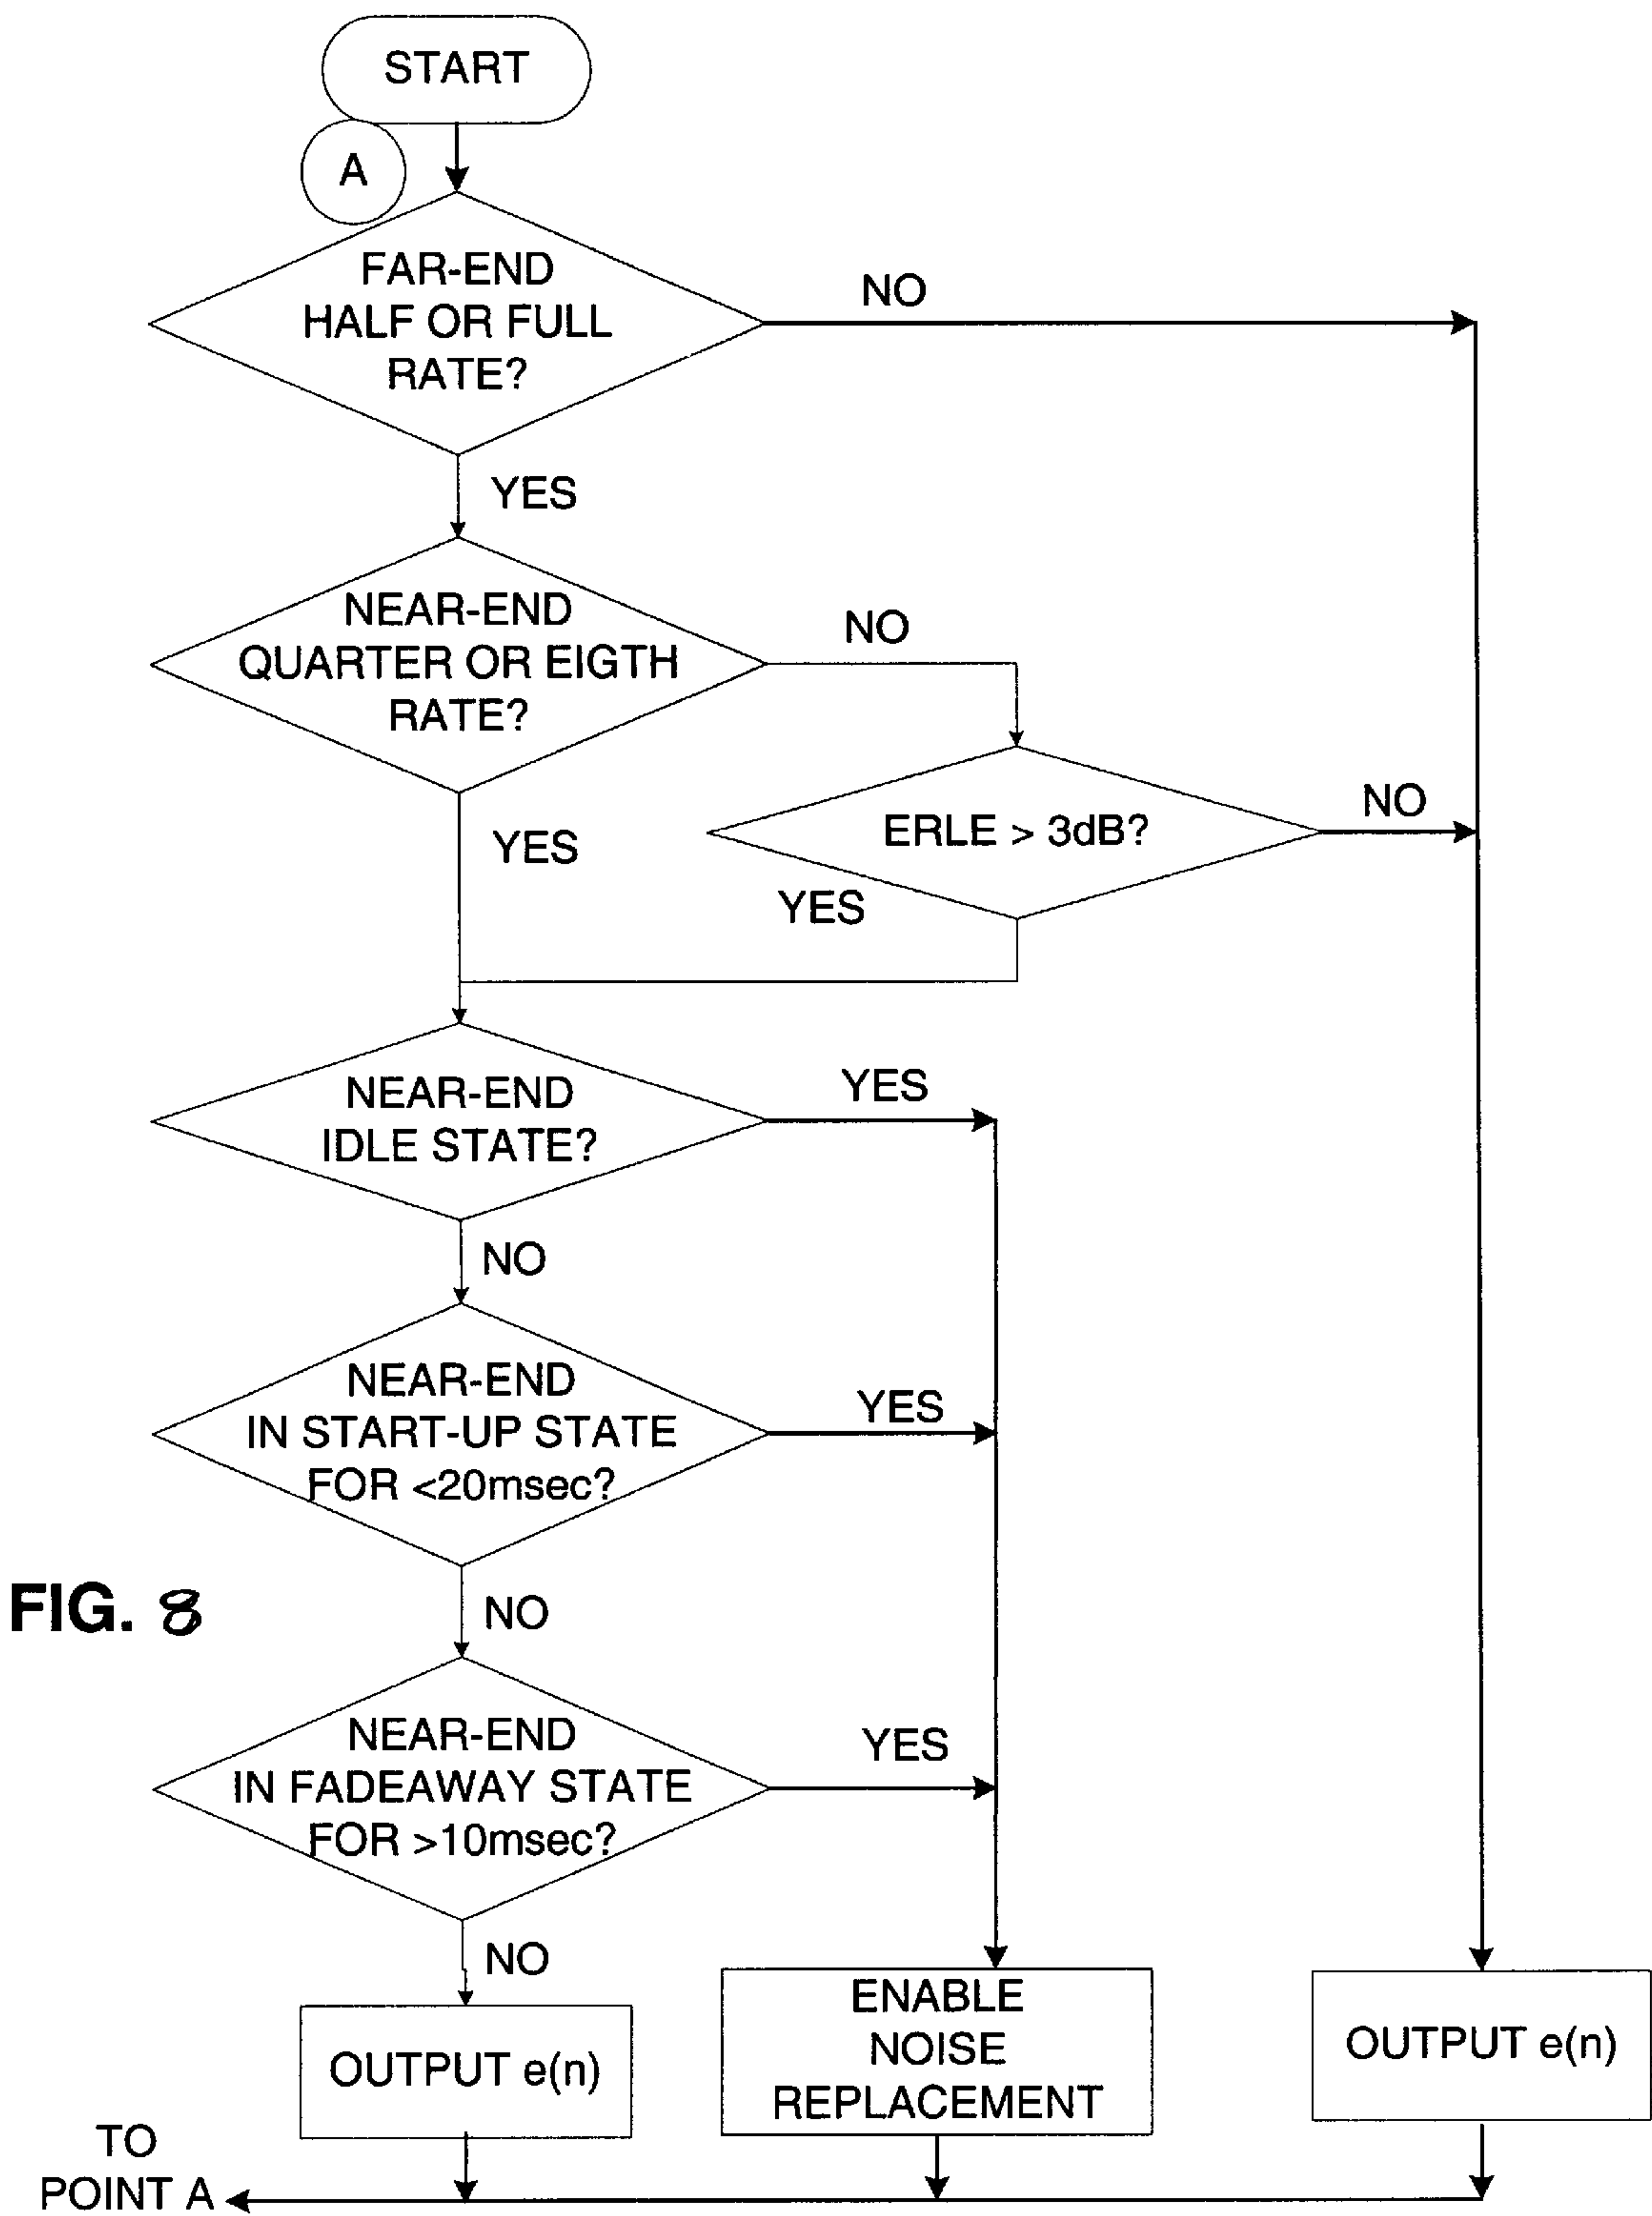 START
A
FAR-END
HALF OR FULL
RATE?
NO
YES
NEAR-END
QUARTER OR EIGTH
RATE?
NO
YES
ERLE > 3dB?
NO
YES
NEAR-END
IDLE STATE?
YES
NO
NEAR-END
IN START-UP STATE
FOR <20msec?
YES
NO
FIG. 8
NEAR-END
IN FADEAWAY STATE
FOR >10msec?
YES
NO
OUTPUT e(n)
ENABLE
NOISE
REPLACEMENT
OUTPUT e(n)
TO
POINT A